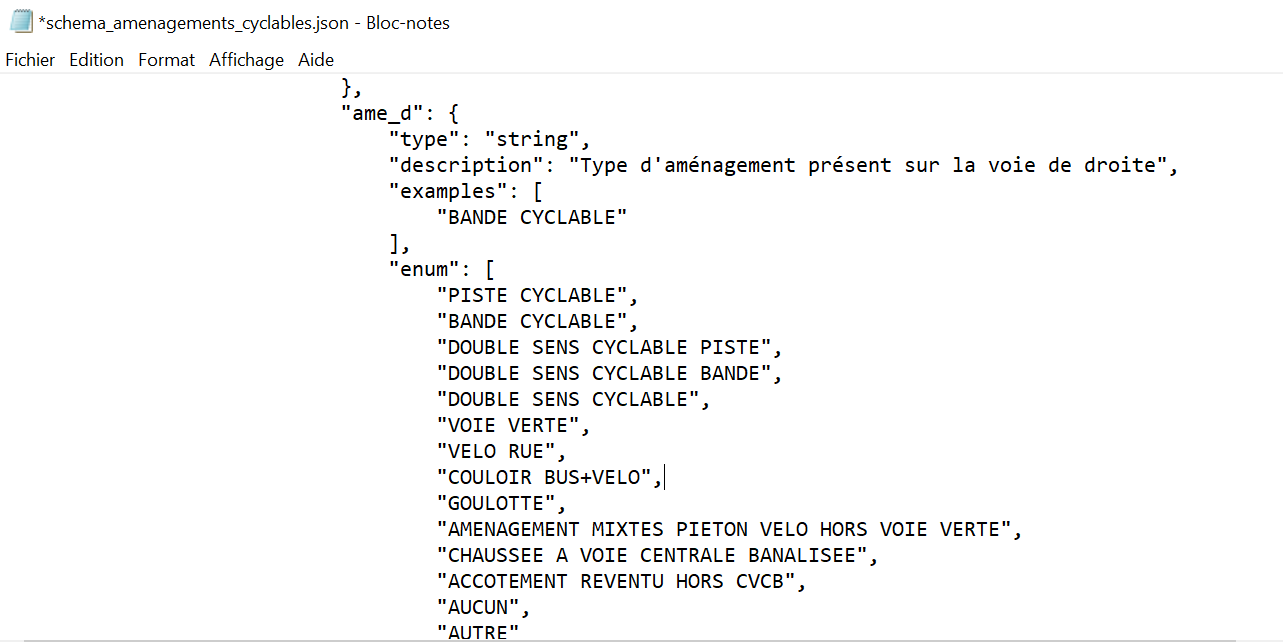 *schema_amenagements_cyclables.json - Bloc-notes
Fichier Edition Format Affichage Aide
},
"ame_d": {
"type": "string",
"description": "Type d'aménagement présent sur la voie de droite",
"examples": [
"BANDE CYCLABLE"
],
"enum": [
"PISTE CYCLABLE",
"BANDE CYCLABLE",
"DOUBLE SENS CYCLABLE PISTE",
"DOUBLE SENS CYCLABLE BANDE",
"DOUBLE SENS CYCLABLE",
"VOIE VERTE",
"VELO RUE",
"COULOIR BUS+VELO",
"GOULOTTE",
"AMENAGEMENT MIXTES PIETON VELO HORS VOIE VERTE",
"CHAUSSEE A VOIE CENTRALE BANALISEE",
"ACCOTEMENT REVENTU HORS CVCB",
"AUCUN",
"AUTRE"